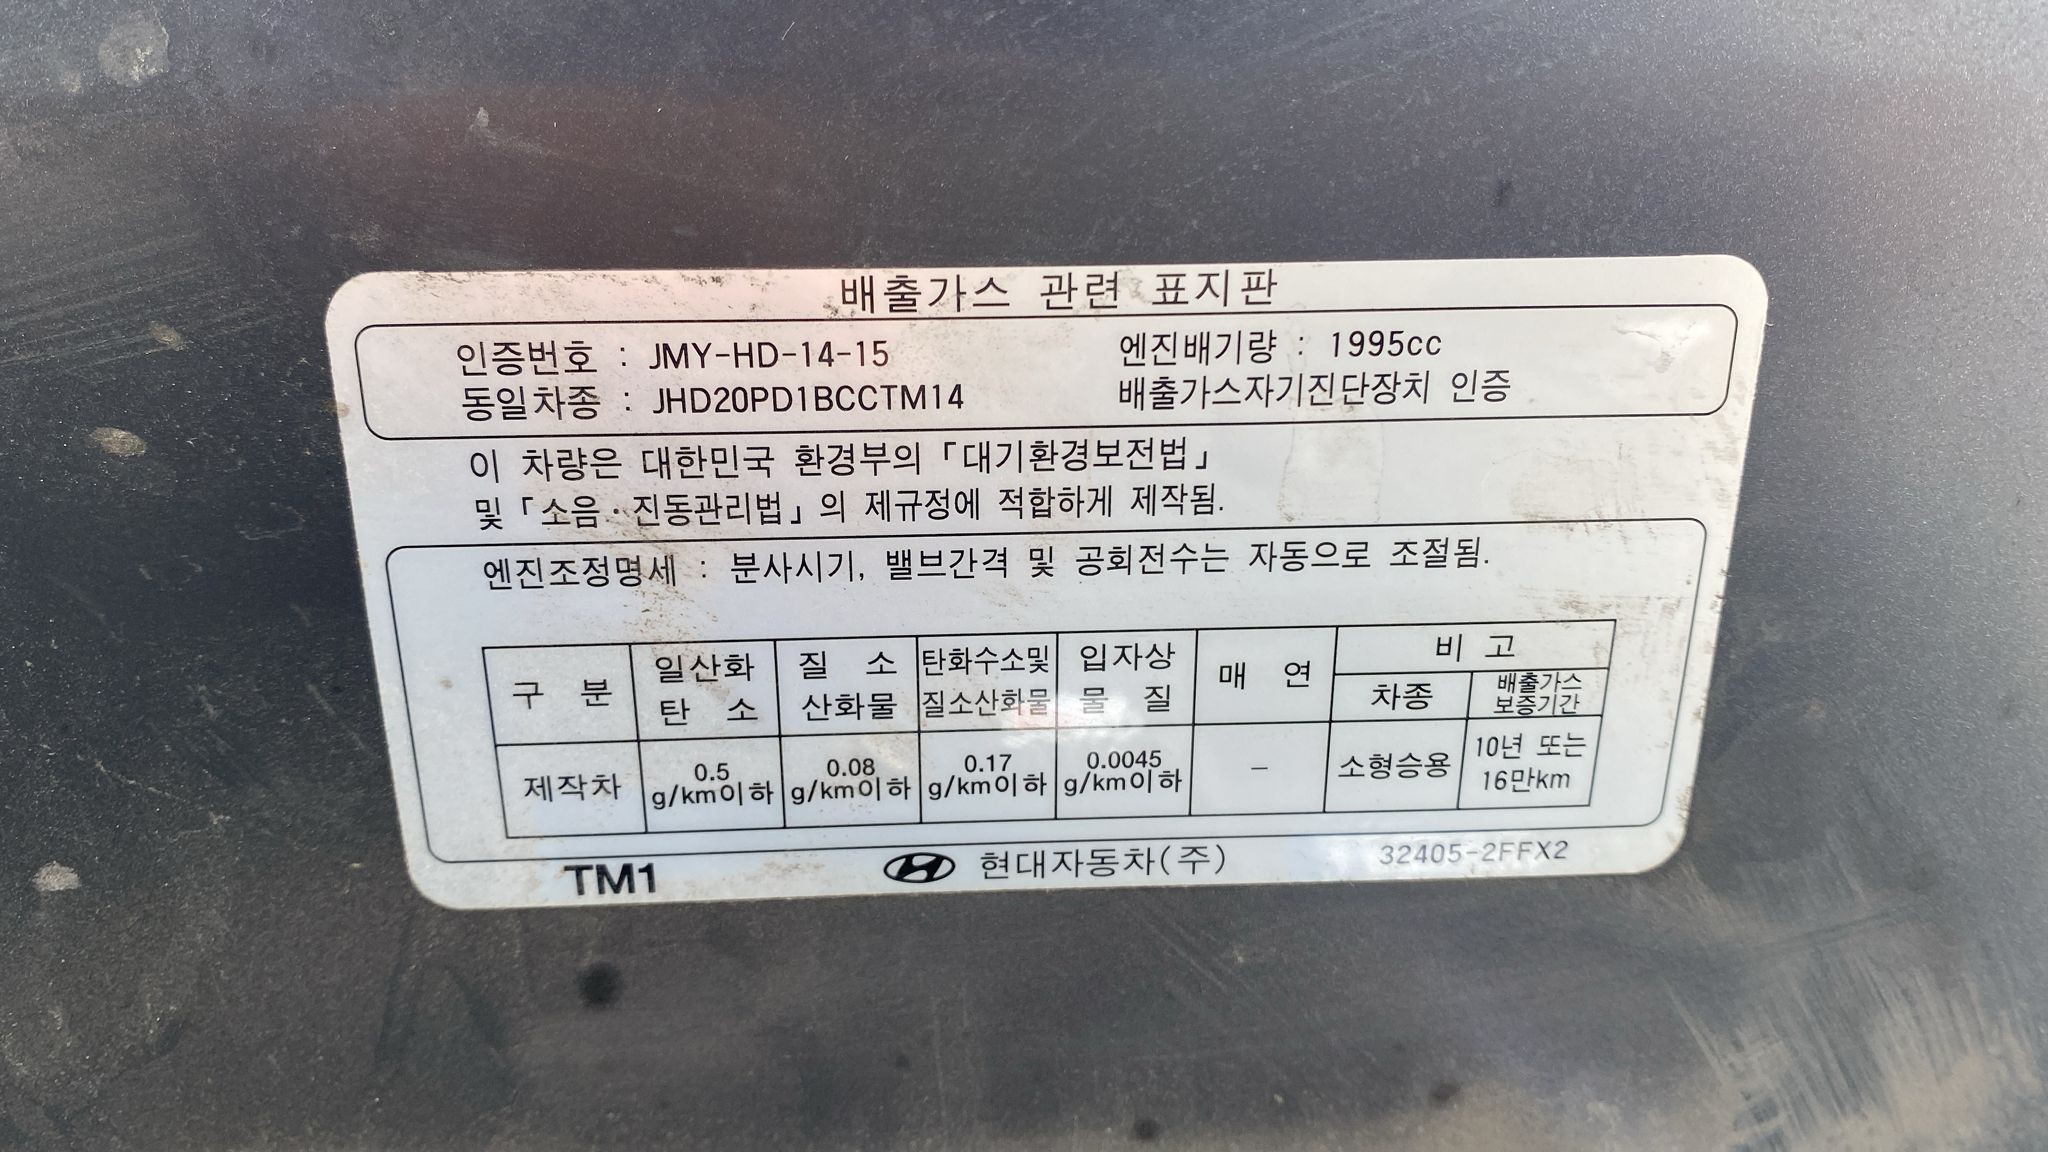 배출가스 관련 표지판
인증번호 : JMY-HD-14-15 엔진배기량 : 1995cc
동일차종 : JHD20PD1BCCTM14 배출가스자기진단장치 인증
이 차량은 대한민국 환경부의 「대기환경보전법」
및 「소음·진동관리법」의 제규정에 적합하게 제작됨.
엔진조정명세 : 분사시기, 밸브간격 및 공회전수는 자동으로 조절됨.
구 분 일산화 탄 소 질 소 산화물 탄화수소및 질소산화물 입자상 물 질 매 연 비 고
차종 배출가스 보증기간
제작차 0.5 g/km이하 0.08 g/km이하 0.17 g/km이하 0.0045 g/km이하 - 소형승용 10년 또는 16만km
TM1 현대자동차(주) 32405-2FFX2